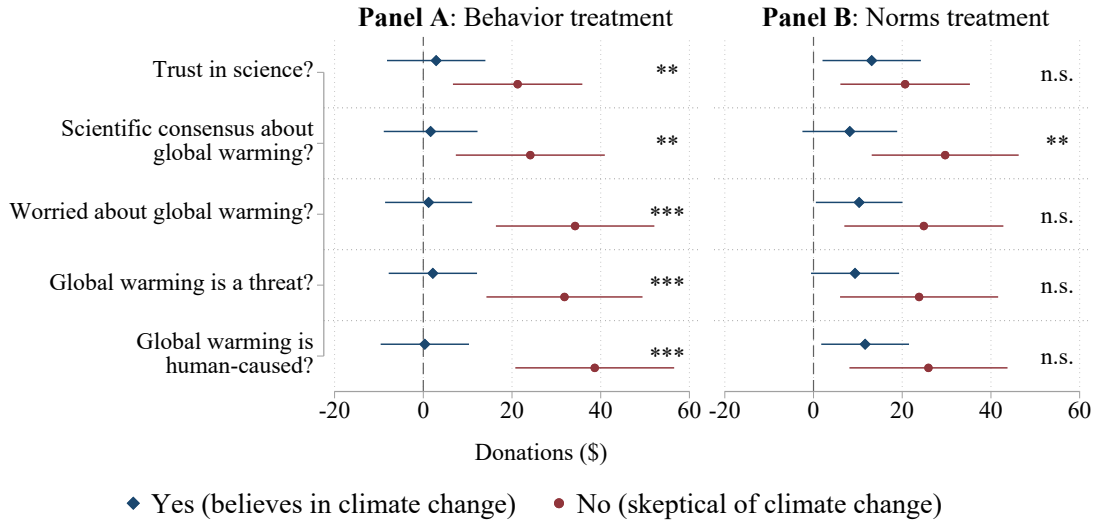 Panel A: Behavior treatment
Panel B: Norms treatment
Trust in science?
**
n.s.
Scientific consensus about
global warming?
**
**
Worried about global warming?
***
n.s.
Global warming is a threat?
***
n.s.
Global warming is
human-caused?
***
n.s.
-20 0 20 40 60
-20 0 20 40 60
Donations ($)
Yes (believes in climate change)
No (skeptical of climate change)